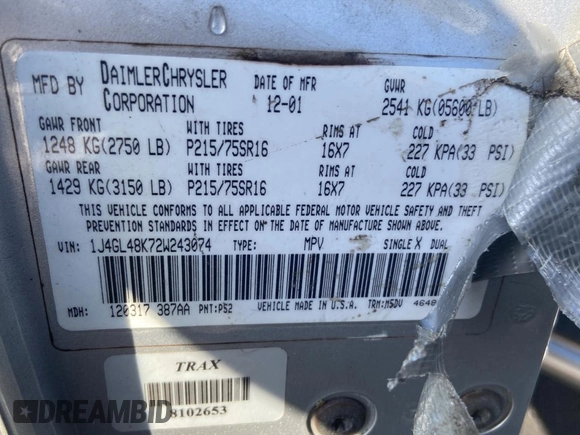 MFD BY DAIMLERCHRYSLER CORPORATION DATE OF MFR 12-01 GVWR 2541 KG(05600 LB)
GAWR FRONT WITH TIRES RIMS AT COLD
1248 KG(2750 LB) P215/75SR16 16X7 227 KPA(33 PSI)
GAWR REAR WITH TIRES RIMS AT COLD
1429 KG(3150 LB) P215/75SR16 16X7 227 KPA(33 PSI)
THIS VEHICLE CONFORMS TO ALL APPLICABLE FEDERAL MOTOR VEHICLE SAFETY AND THEFT
PREVENTION STANDARDS IN EFFECT ON THE DATE OF MANUFACTURE SHOWN ABOVE.
VIN: 1J4GL48K72W243074 TYPE: MPV SINGLE X DUAL
MDH: 120317 387AA PNT:PS2 VEHICLE MADE IN U.S.A. TRM:MSDV 4648
TRAX
8102653
DREAMBID